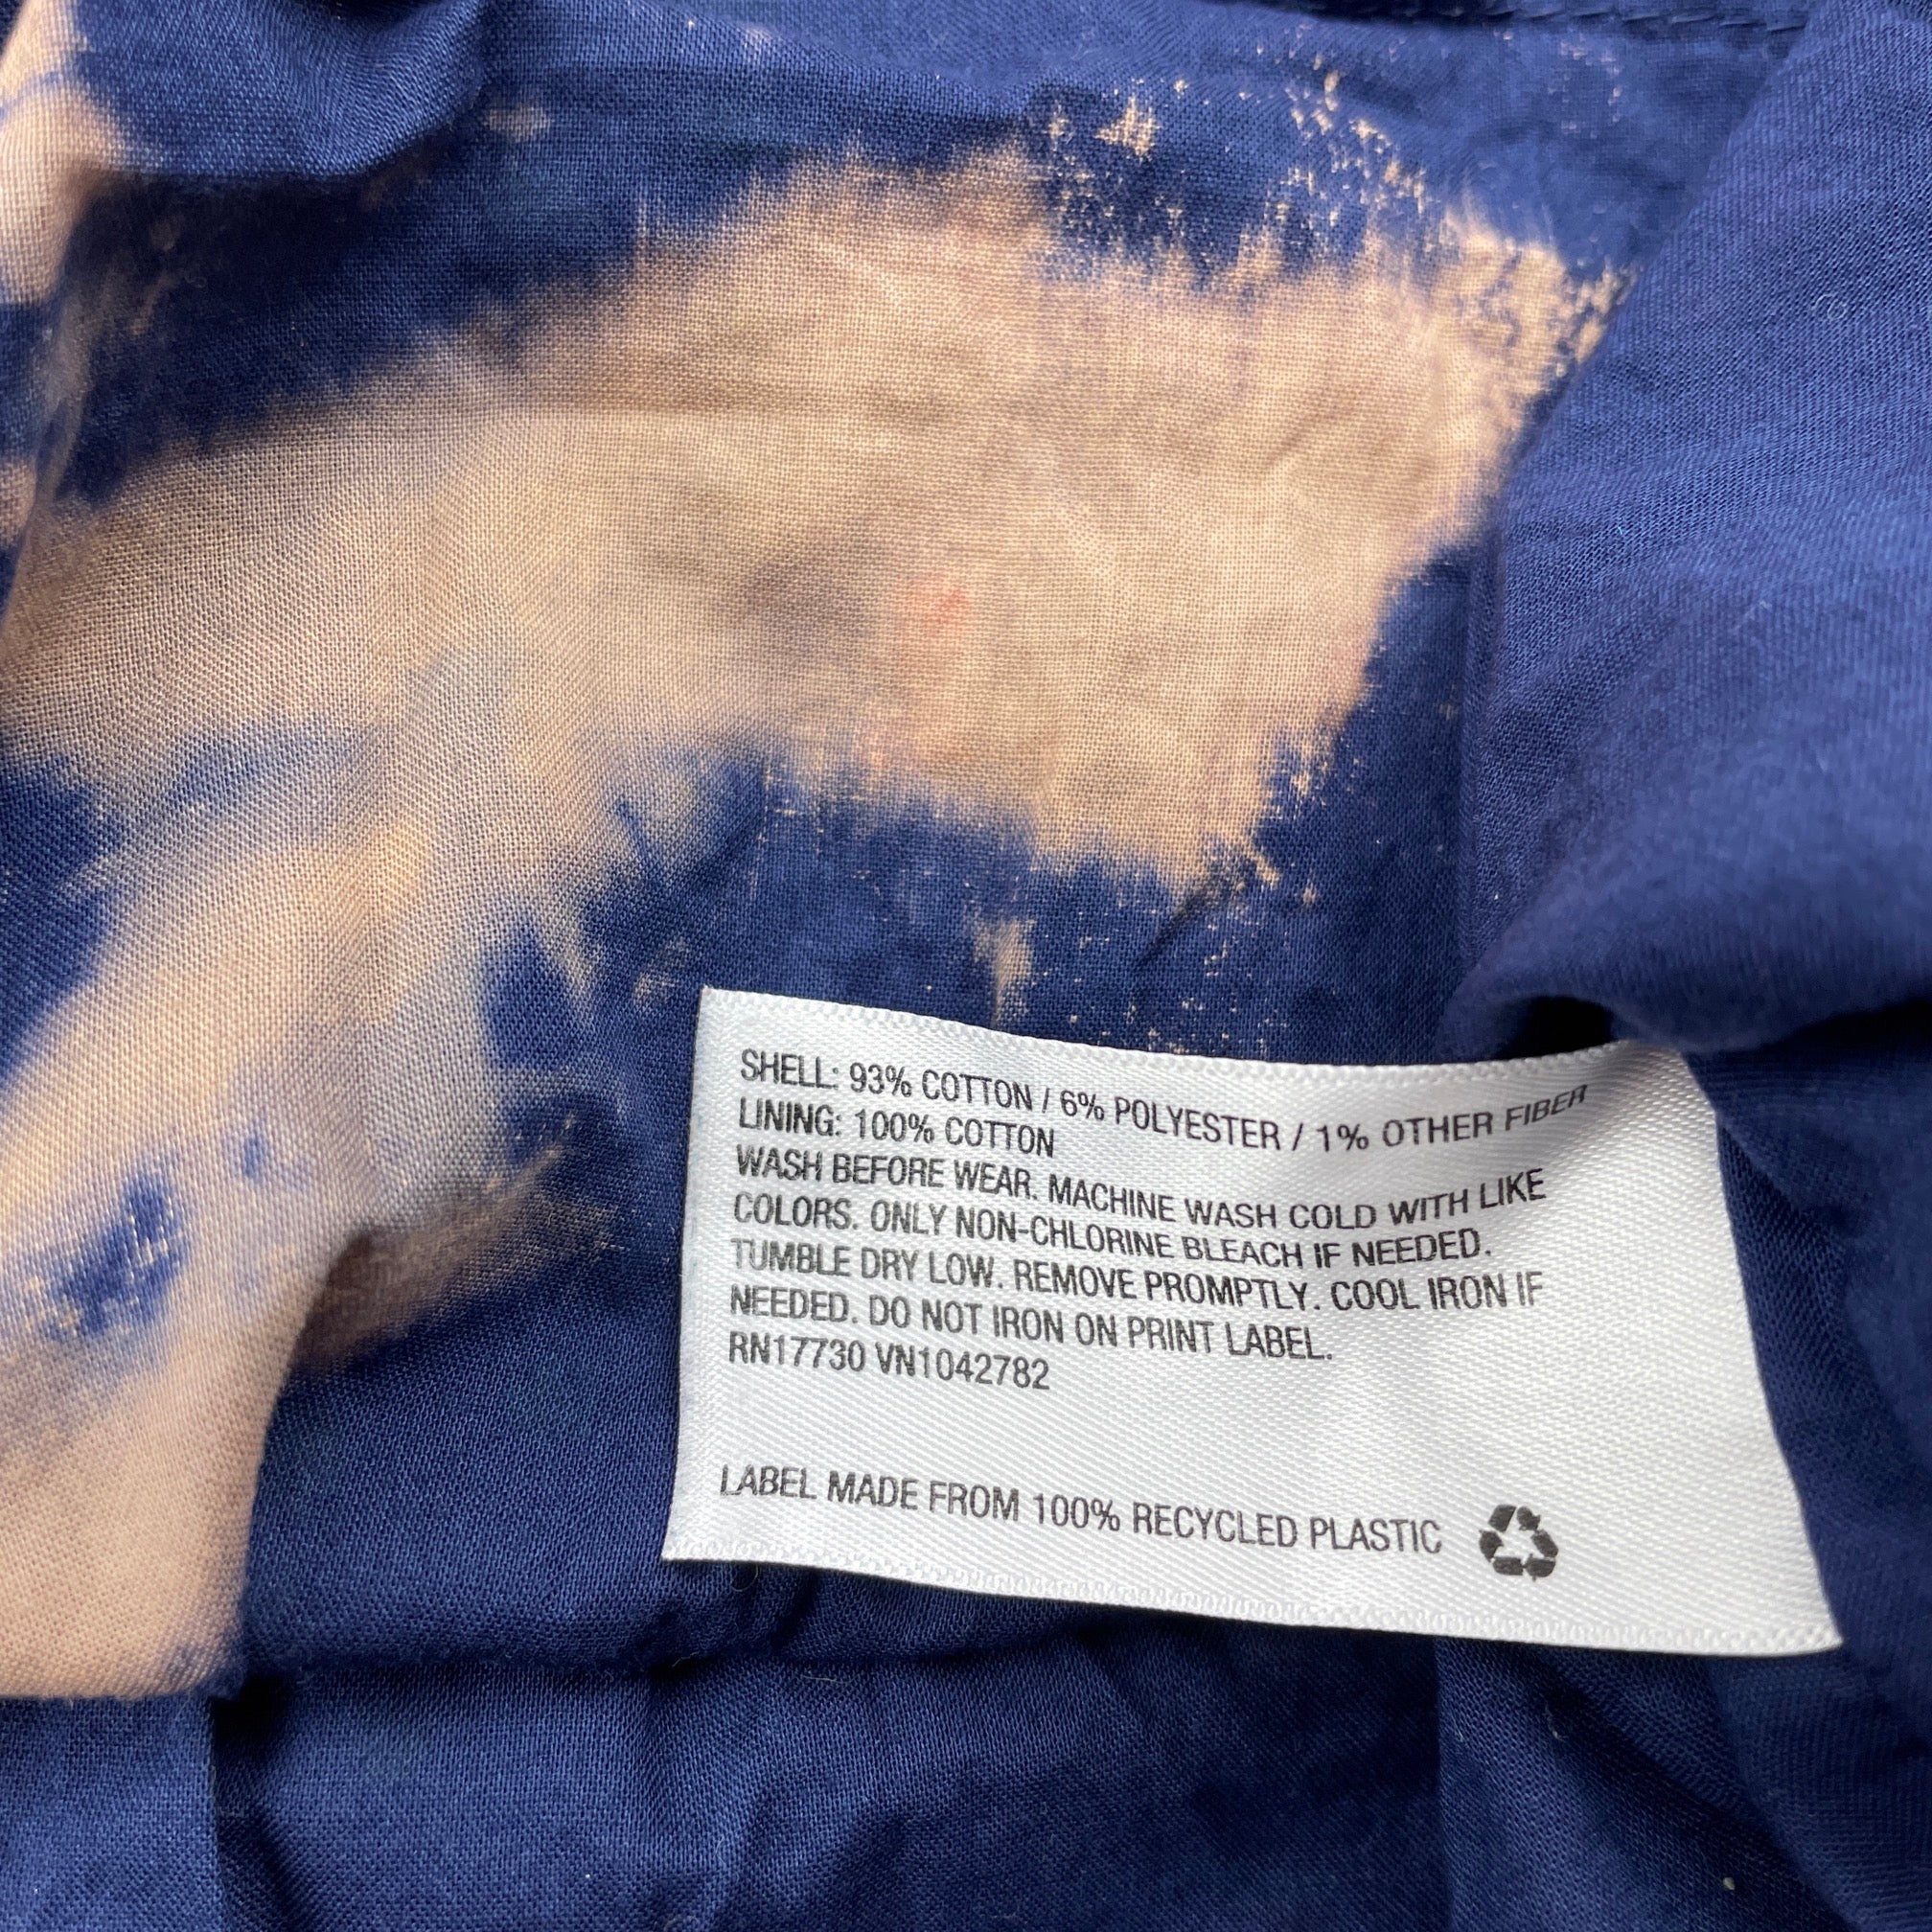 SHELL: 93% COTTON / 6% POLYESTER / 1% OTHER FIBER
LINING: 100% COTTON
WASH BEFORE WEAR. MACHINE WASH COLD WITH LIKE
COLORS. ONLY NON-CHLORINE BLEACH IF NEEDED.
TUMBLE DRY LOW. REMOVE PROMPTLY. COOL IRON IF
NEEDED. DO NOT IRON ON PRINT LABEL.
RN17730 VN1042782
LABEL MADE FROM 100% RECYCLED PLASTIC